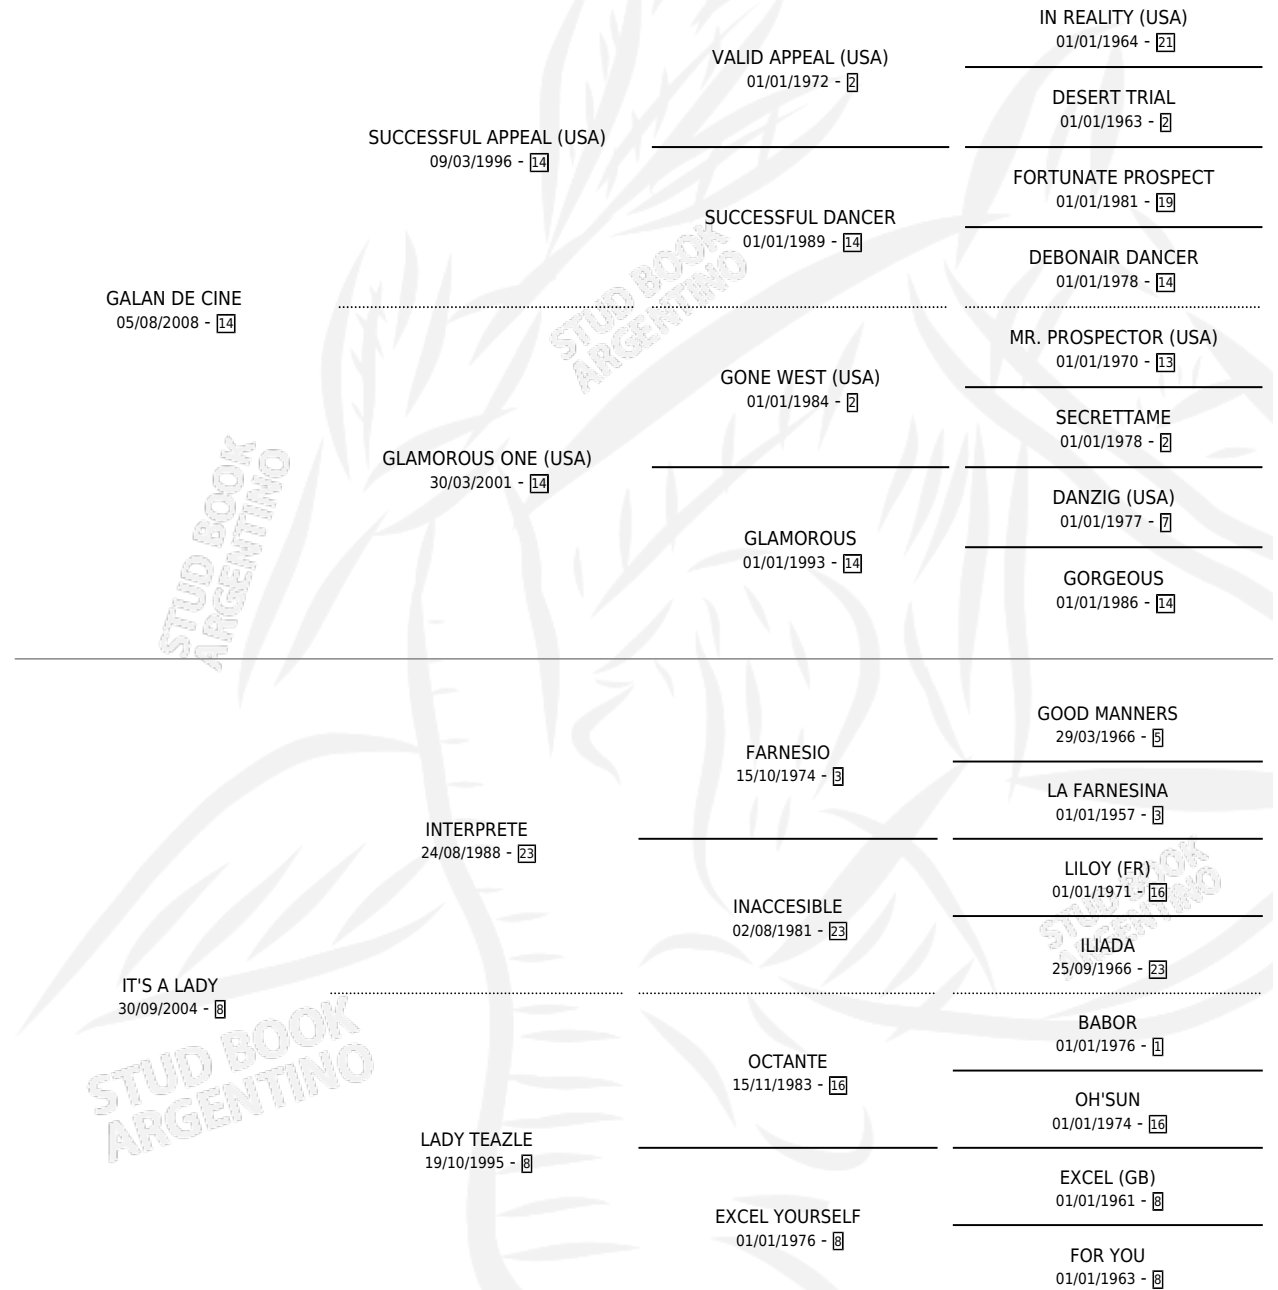 IN REALITY (USA)
01/01/1964 - 21
VALID APPEAL (USA)
01/01/1972 - 2
DESERT TRIAL
01/01/1963 - 2
SUCCESSFUL APPEAL (USA)
09/03/1996 - 14
FORTUNATE PROSPECT
01/01/1981 - 19
SUCCESSFUL DANCER
01/01/1989 - 14
DEBONAIR DANCER
01/01/1978 - 14
GALAN DE CINE
05/08/2008 - 14
MR. PROSPECTOR (USA)
01/01/1970 - 13
GONE WEST (USA)
01/01/1984 - 2
SECRETTAME
01/01/1978 - 2
GLAMOROUS ONE (USA)
30/03/2001 - 14
DANZIG (USA)
01/01/1977 - 7
GLAMOROUS
01/01/1993 - 14
GORGEOUS
01/01/1986 - 14
STUD BOOK
ARGENTINO
STUD BOOK
ARGENTINO
GOOD MANNERS
29/03/1966 - 5
FARNESIO
15/10/1974 - 3
LA FARNESINA
01/01/1957 - 3
INTERPRETE
24/08/1988 - 23
LILOY (FR)
01/01/1971 - 16
INACCESIBLE
02/08/1981 - 23
ILIADA
25/09/1966 - 23
IT'S A LADY
30/09/2004 - 8
BABOR
01/01/1976 - 1
OCTANTE
15/11/1983 - 16
OH'SUN
01/01/1974 - 16
LADY TEAZLE
19/10/1995 - 8
EXCEL (GB)
01/01/1961 - 8
EXCEL YOURSELF
01/01/1976 - 8
FOR YOU
01/01/1963 - 8
STUD BOOK
ARGENTINO
STUD BOOK
ARGENTINO